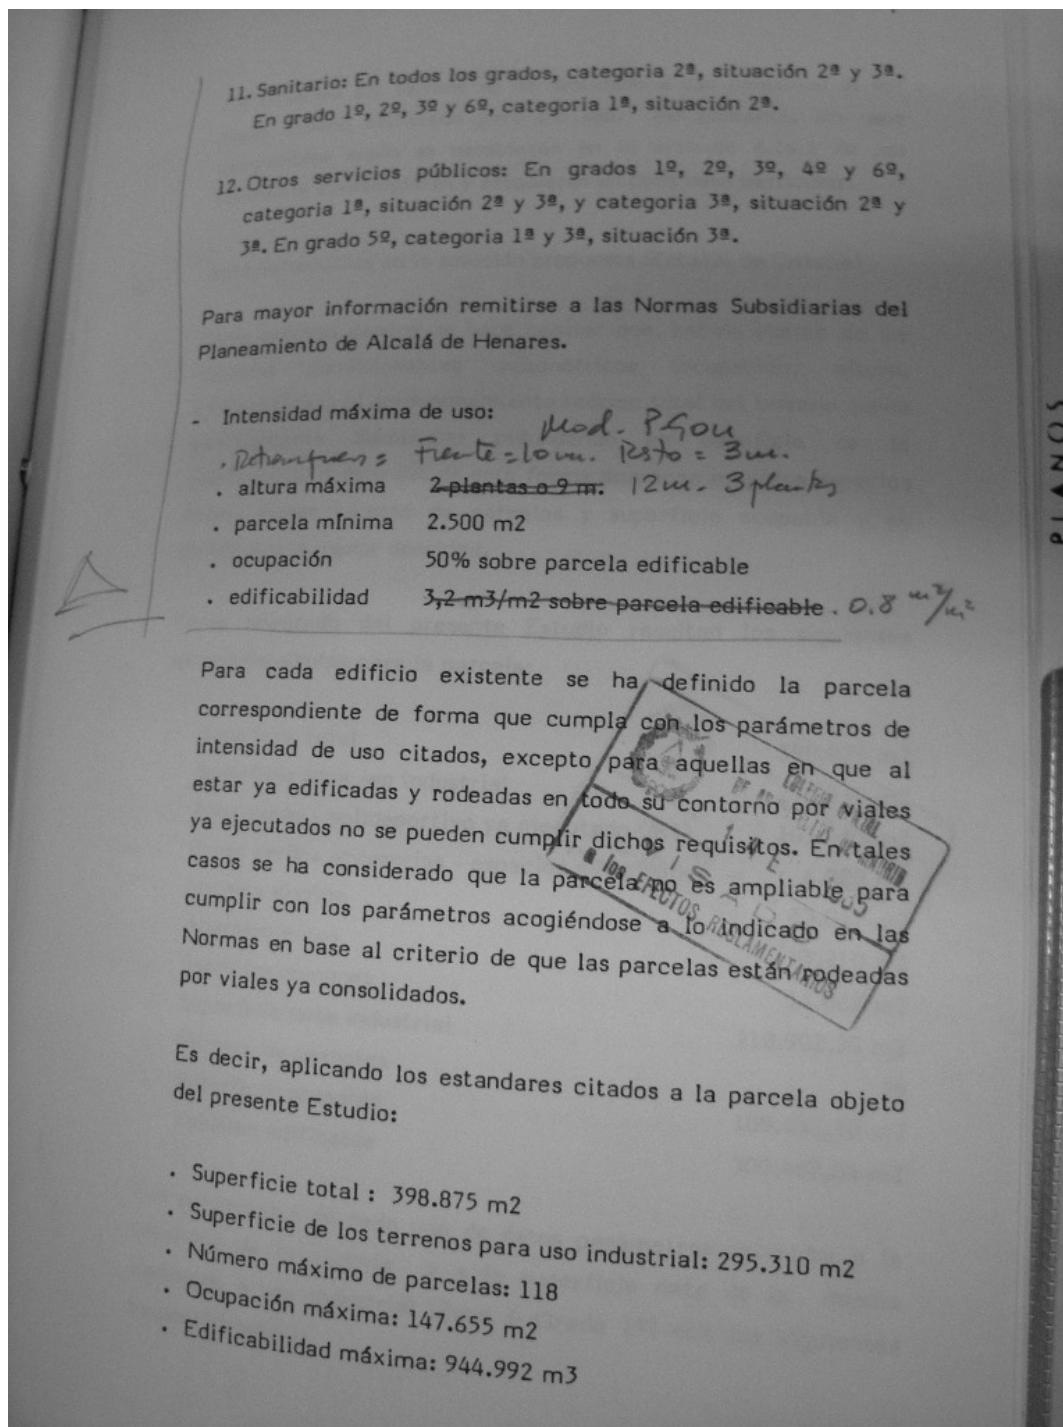 11. Sanitario: En todos los grados, categoria 2ª, situación 2ª y 3ª.
En grado 1º, 2º, 3º y 6º, categoria 1ª, situación 2ª.
12. Otros servicios públicos: En grados 1º, 2º, 3º, 4º y 6º,
categoria 1ª, situación 2ª y 3ª, y categoria 3ª, situación 2ª y
3ª. En grado 5º, categoria 1ª y 3ª, situación 3ª.
Para mayor información remitirse a las Normas Subsidiarias del
Planeamiento de Alcalá de Henares.
- Intensidad máxima de uso:
Mod. PGOU
. Retranqueos = Frente = 10 m. Resto = 3 m.
. altura máxima 2 plantas o 9 m. 12 m. 3 plantas
. parcela mínima 2.500 m2
. ocupación 50% sobre parcela edificable
. edificabilidad 3,2 m3/m2 sobre parcela edificable . 0.8 m²/m²
Para cada edificio existente se ha definido la parcela
correspondiente de forma que cumpla con los parámetros de
intensidad de uso citados, excepto para aquellas en que al
estar ya edificadas y rodeadas en todo su contorno por viales
ya ejecutados no se pueden cumplir dichos requisitos. En tales
casos se ha considerado que la parcela no es ampliable para
cumplir con los parámetros acogiéndose a lo indicado en las
Normas en base al criterio de que las parcelas están rodeadas
por viales ya consolidados.
COLEGIO OFICIAL
DE ARQUITECTOS DE MADRID
VISADO
a los EFECTOS REGLAMENTARIOS
Es decir, aplicando los estandares citados a la parcela objeto
del presente Estudio:
. Superficie total : 398.875 m2
. Superficie de los terrenos para uso industrial: 295.310 m2
. Número máximo de parcelas: 118
. Ocupación máxima: 147.655 m2
. Edificabilidad máxima: 944.992 m3
PLANOS